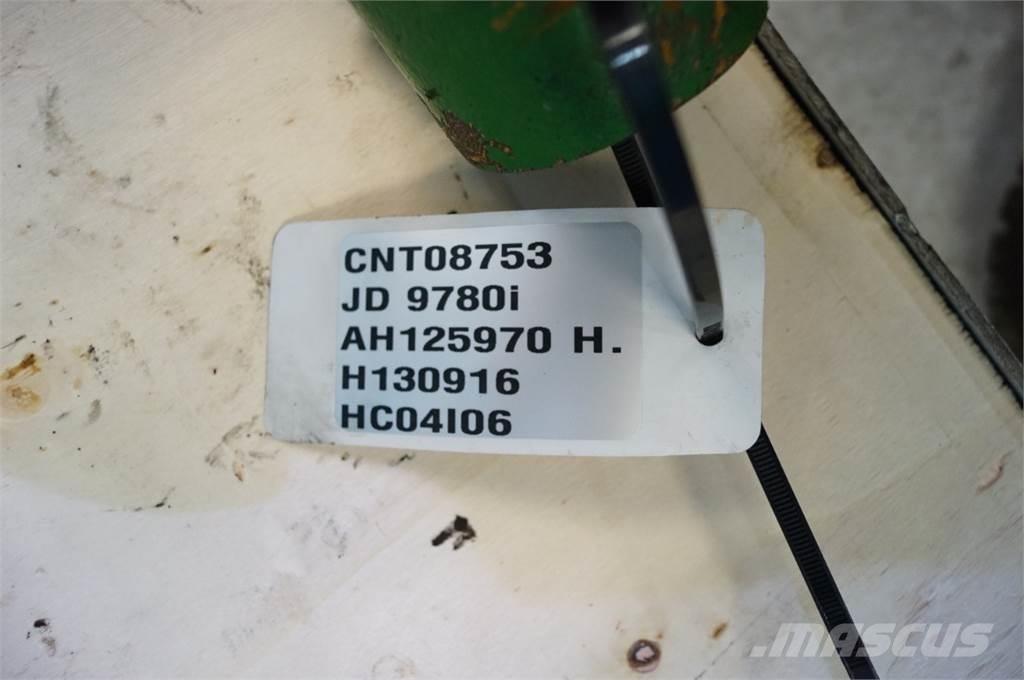 CNT08753
JD 9780i
AH125970 H.
H130916
HC04I06
MASCUS